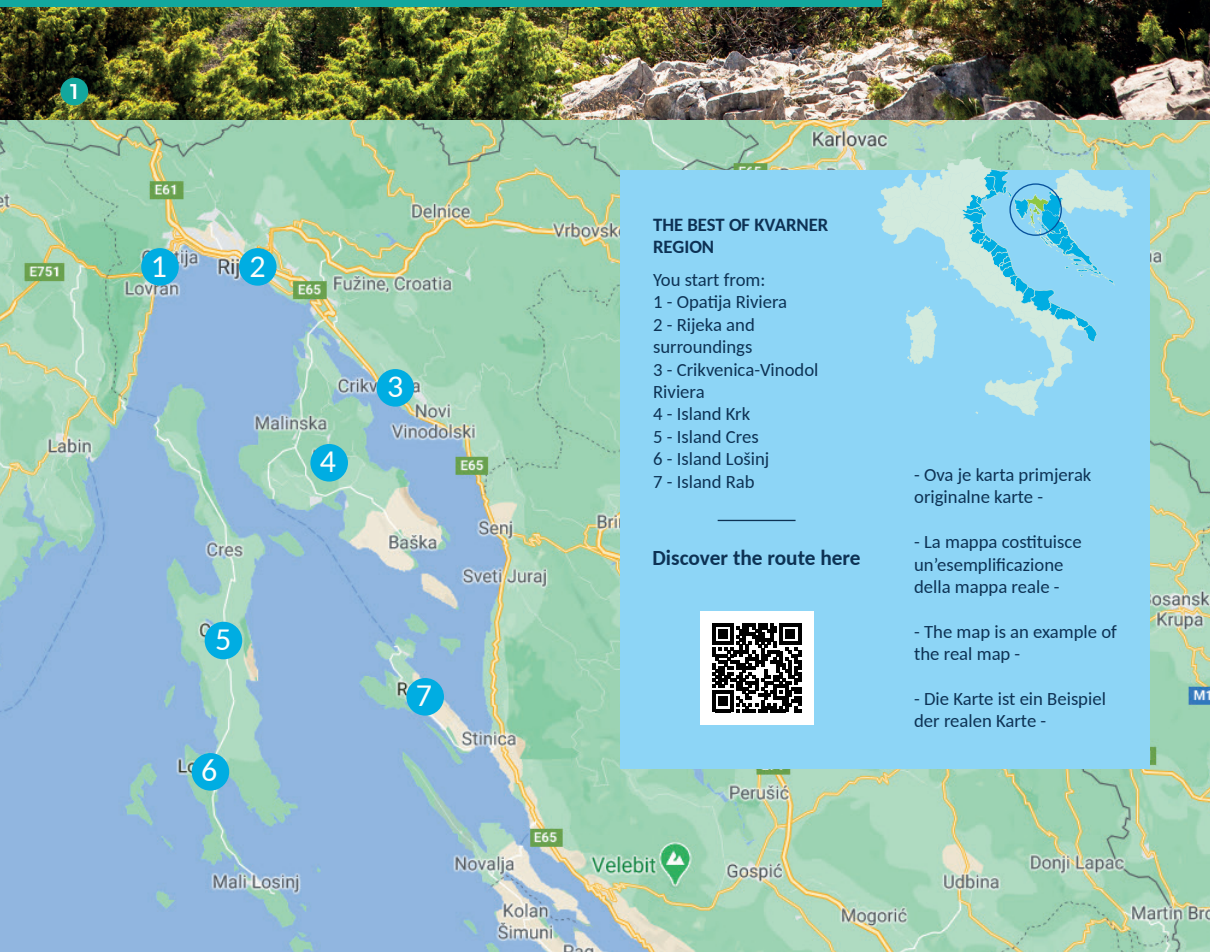 1
Karlovac
E61
Delnice
Vrbovsk
1
2
E751
Lovran
E65
Fužine, Croatia
3
Novi
Vinodolski
Malinska
Labin
4
E65
Senj
Baška
Cres
Sveti Juraj
5
7
Stinica
6
E65
Novalja
Velebit
Mali Losinj
Kolan
Šimuni
Perušić
Gospić
Mogorić
Udbina
Donji Lapac
Martin Bro
Krupa
M1
THE BEST OF KVARNER
REGION
You start from:
1 - Opatija Riviera
2 - Rijeka and
surroundings
3 - Crikvenica-Vinodol
Riviera
4 - Island Krk
5 - Island Cres
6 - Island Lošinj
7 - Island Rab
Discover the route here
- Ova je karta primjerak
originalne karte -
- La mappa costituisce
un’esemplificazione
della mappa reale -
- The map is an example of
the real map -
- Die Karte ist ein Beispiel
der realen Karte -